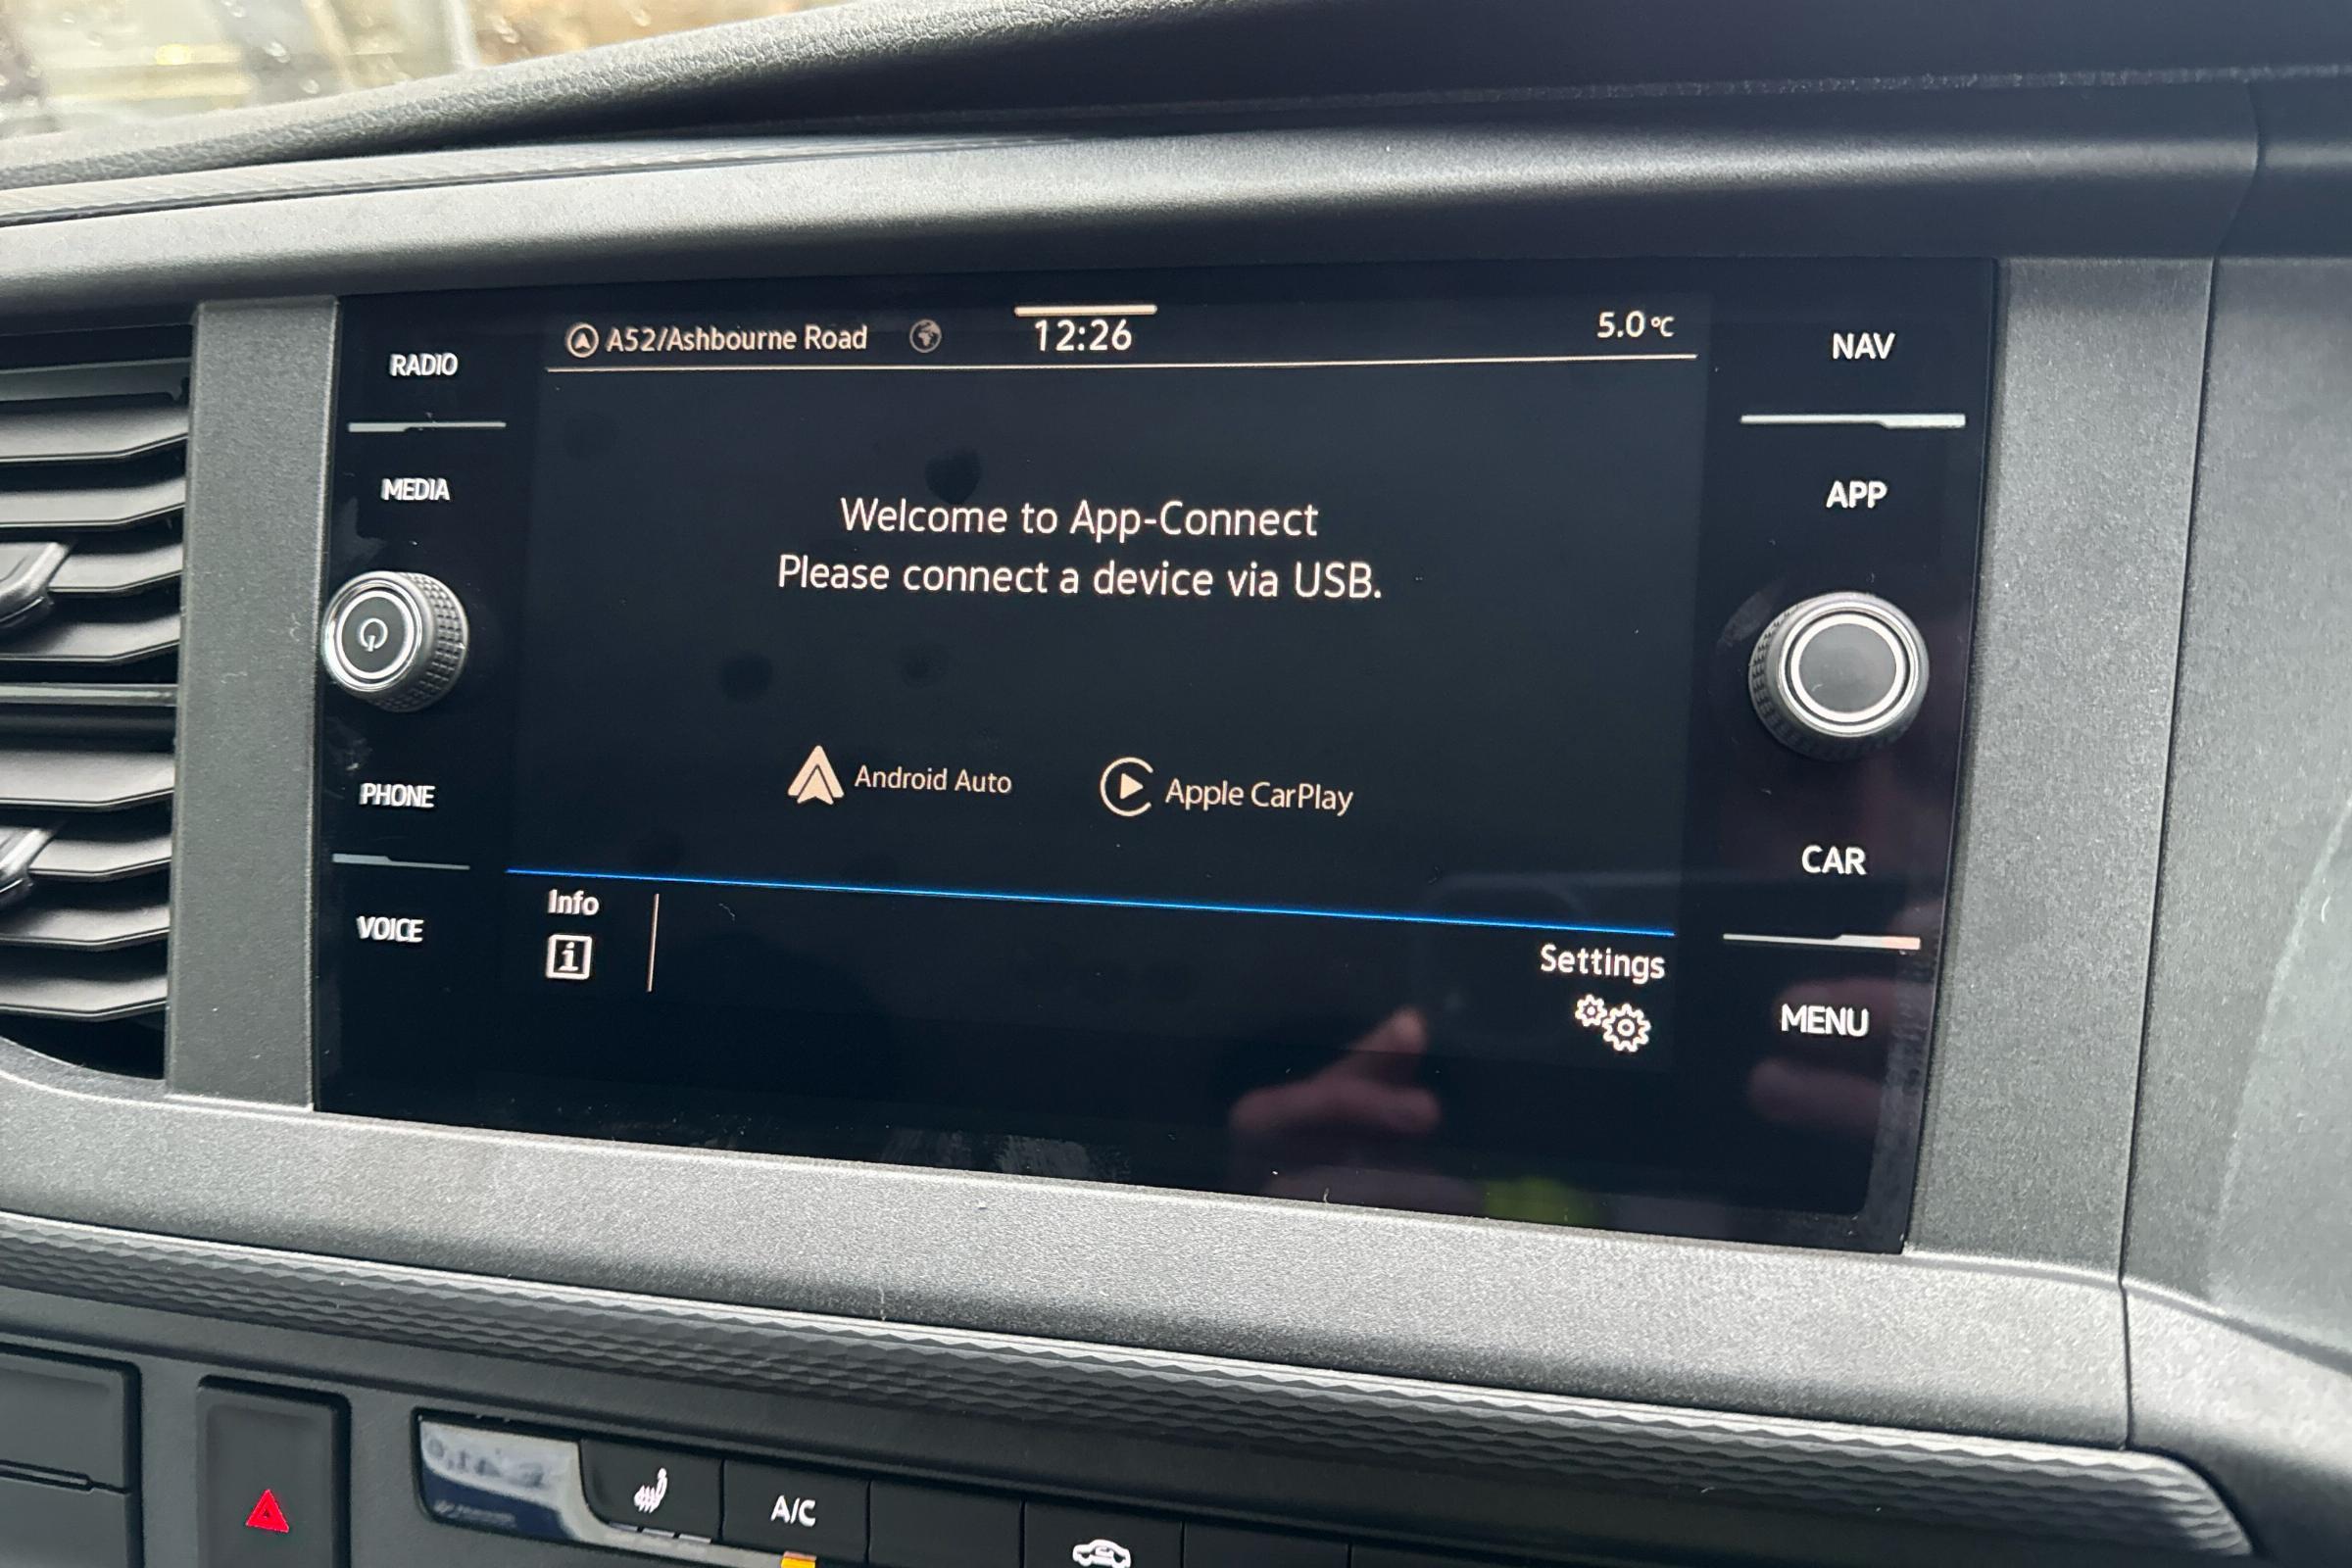 RADIO
MEDIA
PHONE
VOICE
A52/Ashbourne Road
12:26
5.0°C
Welcome to App-Connect
Please connect a device via USB.
Android Auto
Apple CarPlay
Info
Settings
NAV
APP
CAR
MENU
A/C